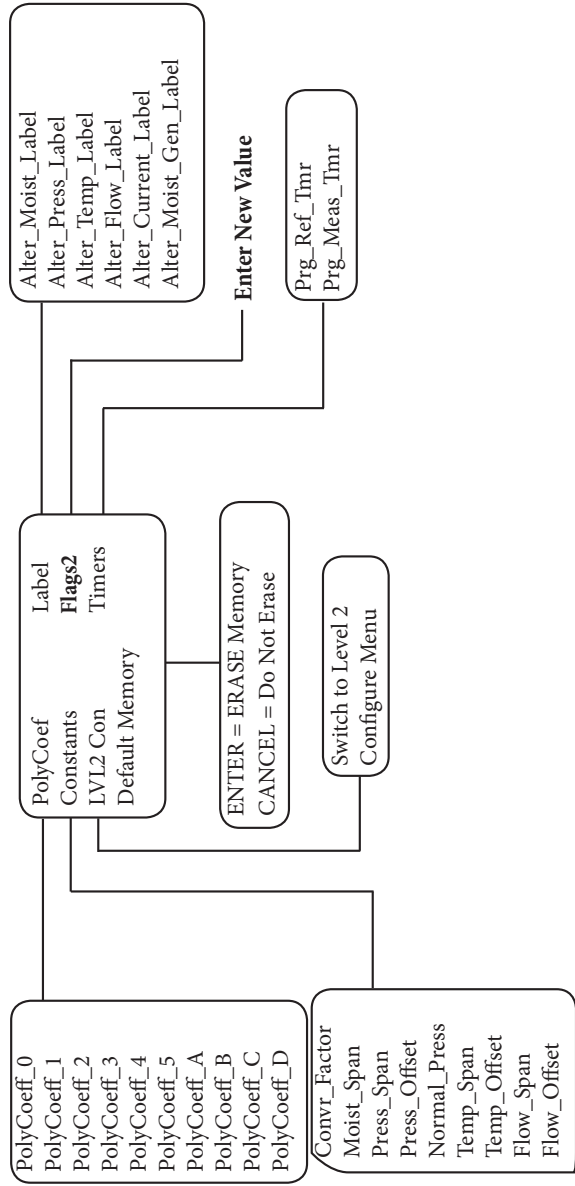 PolyCoeff_0
PolyCoeff_1
PolyCoeff_2
PolyCoeff_3
PolyCoeff_4
PolyCoeff_5
PolyCoeff_A
PolyCoeff_B
PolyCoeff_C
PolyCoeff_D
Convr_Factor
Moist_Span
Press_Span
Press_Offset
Normal_Press
Temp_Span
Temp_Offset
Flow_Span
Flow_Offset
PolyCoef Label
Constants Flags2
LVL2 Con Timers
Default Memory
ENTER = ERASE Memory
CANCEL = Do Not Erase
Switch to Level 2
Configure Menu
Alter_Moist_Label
Alter_Press_Label
Alter_Temp_Label
Alter_Flow_Label
Alter_Current_Label
Alter_Moist_Gen_Label
Enter New Value
Prg_Ref_Tmr
Prg_Meas_Tmr